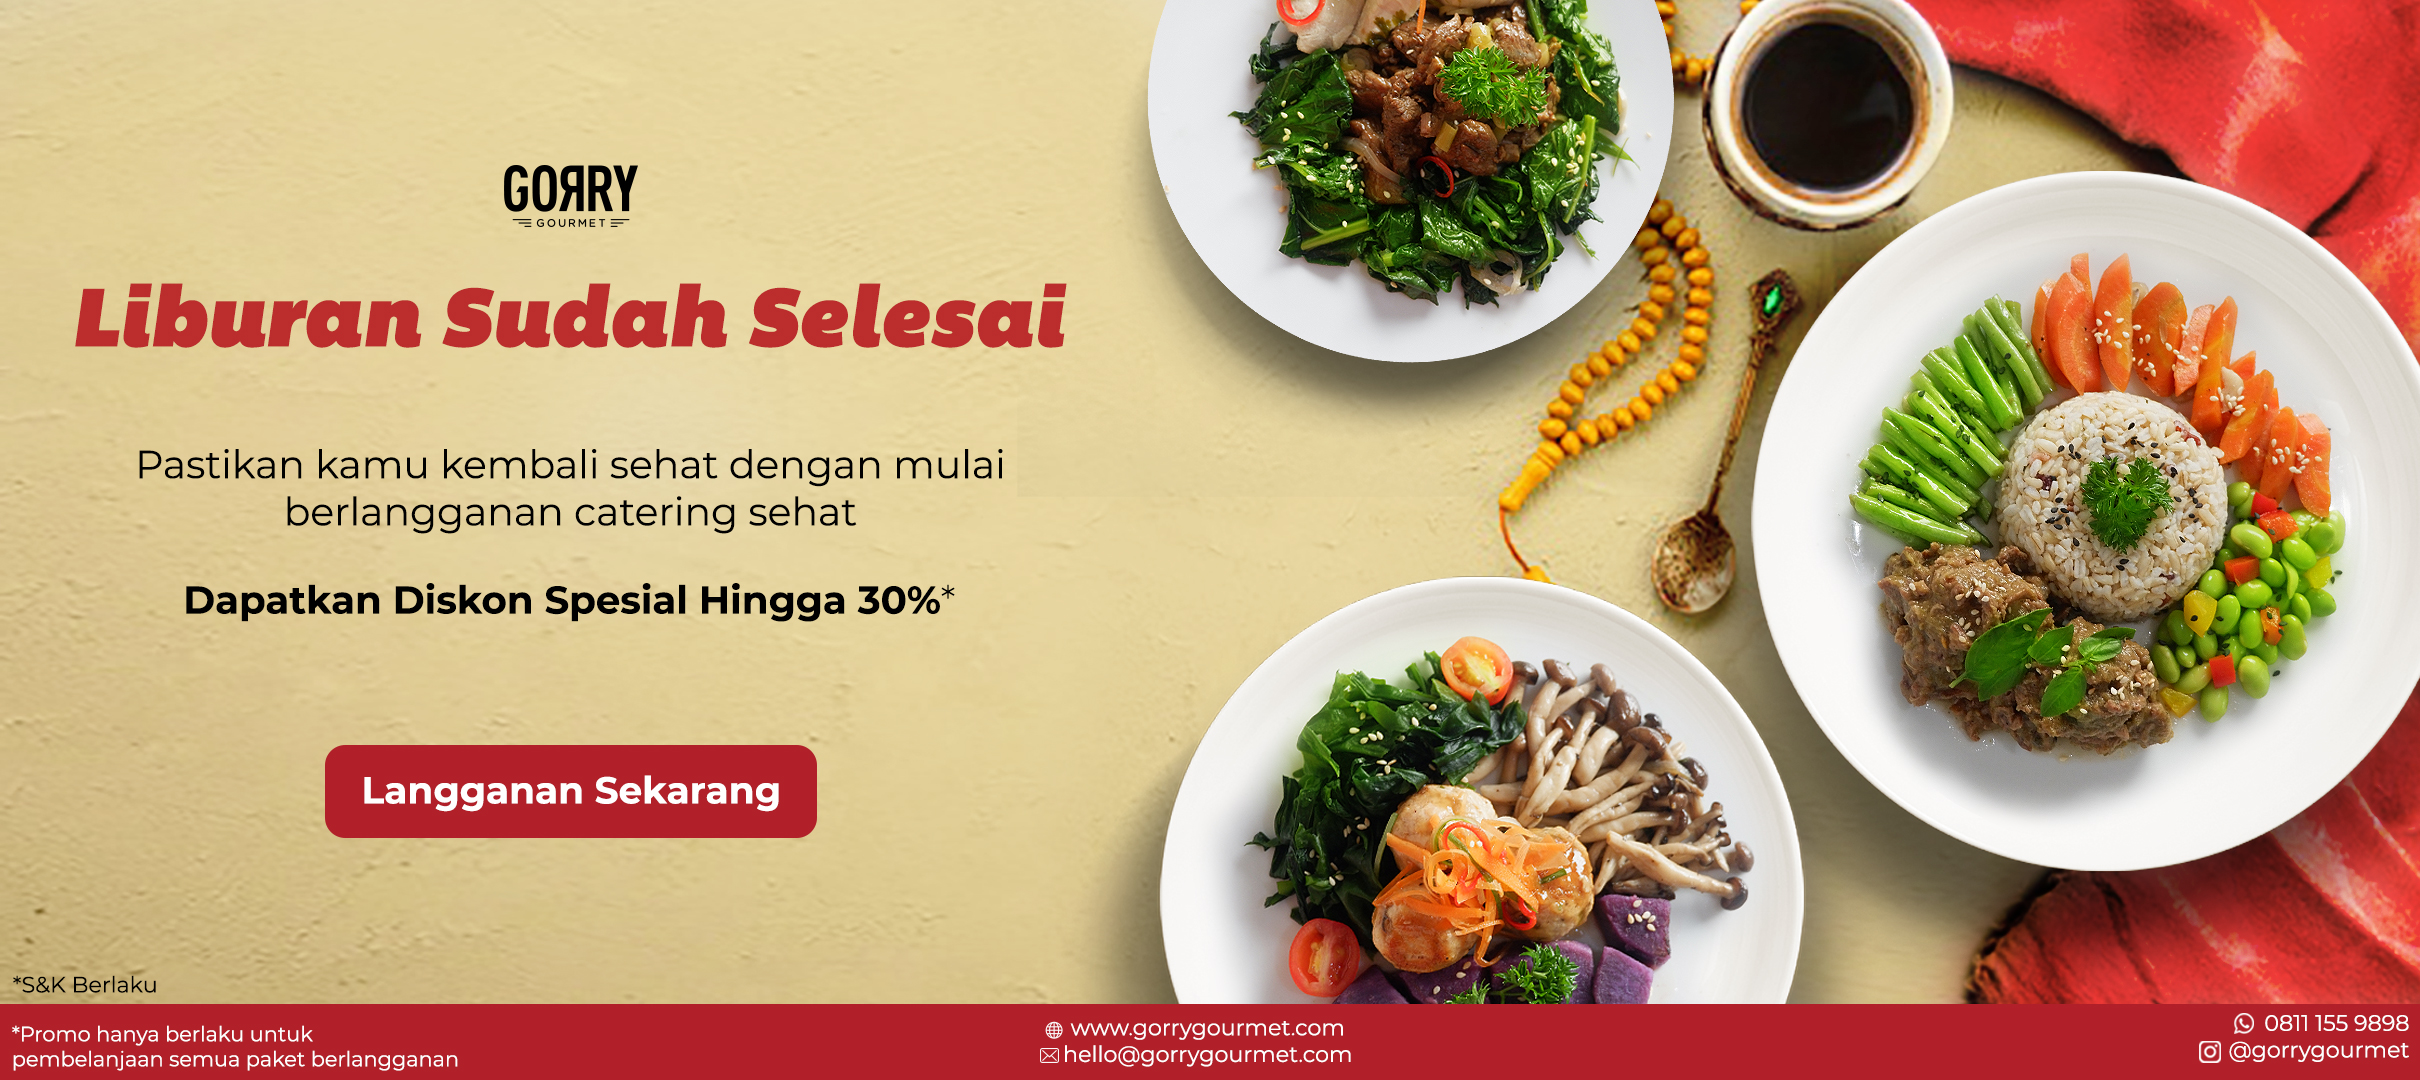 GORRY
GOURMET
Liburan Sudah Selesai
Pastikan kamu kembali sehat dengan mulai
berlangganan catering sehat
Dapatkan Diskon Spesial Hingga 30%*
Langganan Sekarang
*S&K Berlaku
*Promo hanya berlaku untuk
pembelanjaan semua paket berlangganan
www.gorrygourmet.com
hello@gorrygourmet.com
0811 155 9898
@gorrygourmet